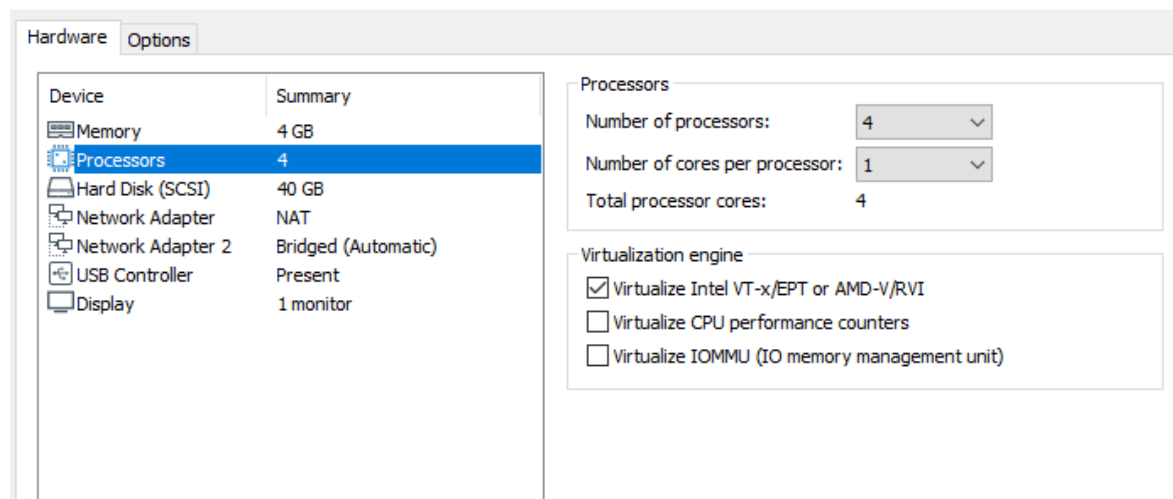 Hardware Options
Device Summary
Memory 4 GB
Processors 4
Hard Disk (SCSI) 40 GB
Network Adapter NAT
Network Adapter 2 Bridged (Automatic)
USB Controller Present
Display 1 monitor
Processors
Number of processors: 4
Number of cores per processor: 1
Total processor cores: 4
Virtualization engine
Virtualize Intel VT-x/EPT or AMD-V/RVI
Virtualize CPU performance counters
Virtualize IOMMU (IO memory management unit)